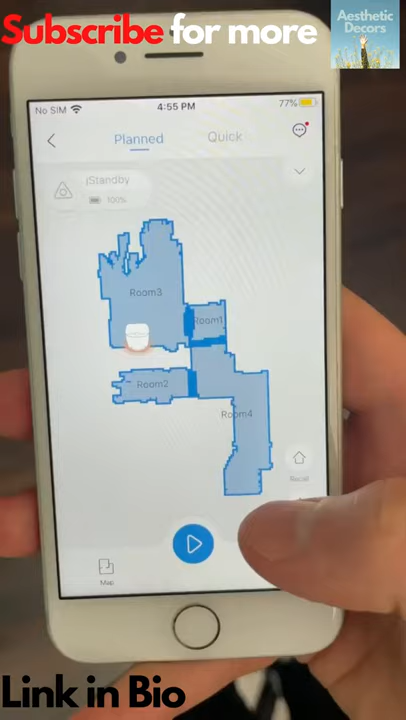 Subscribe for more
Aesthetic
Decors
No SIM
4:55 PM
77%
Planned
Quick
Standby
100%
Room3
Room1
Room2
Room4
Recall
Map
Link in Bio